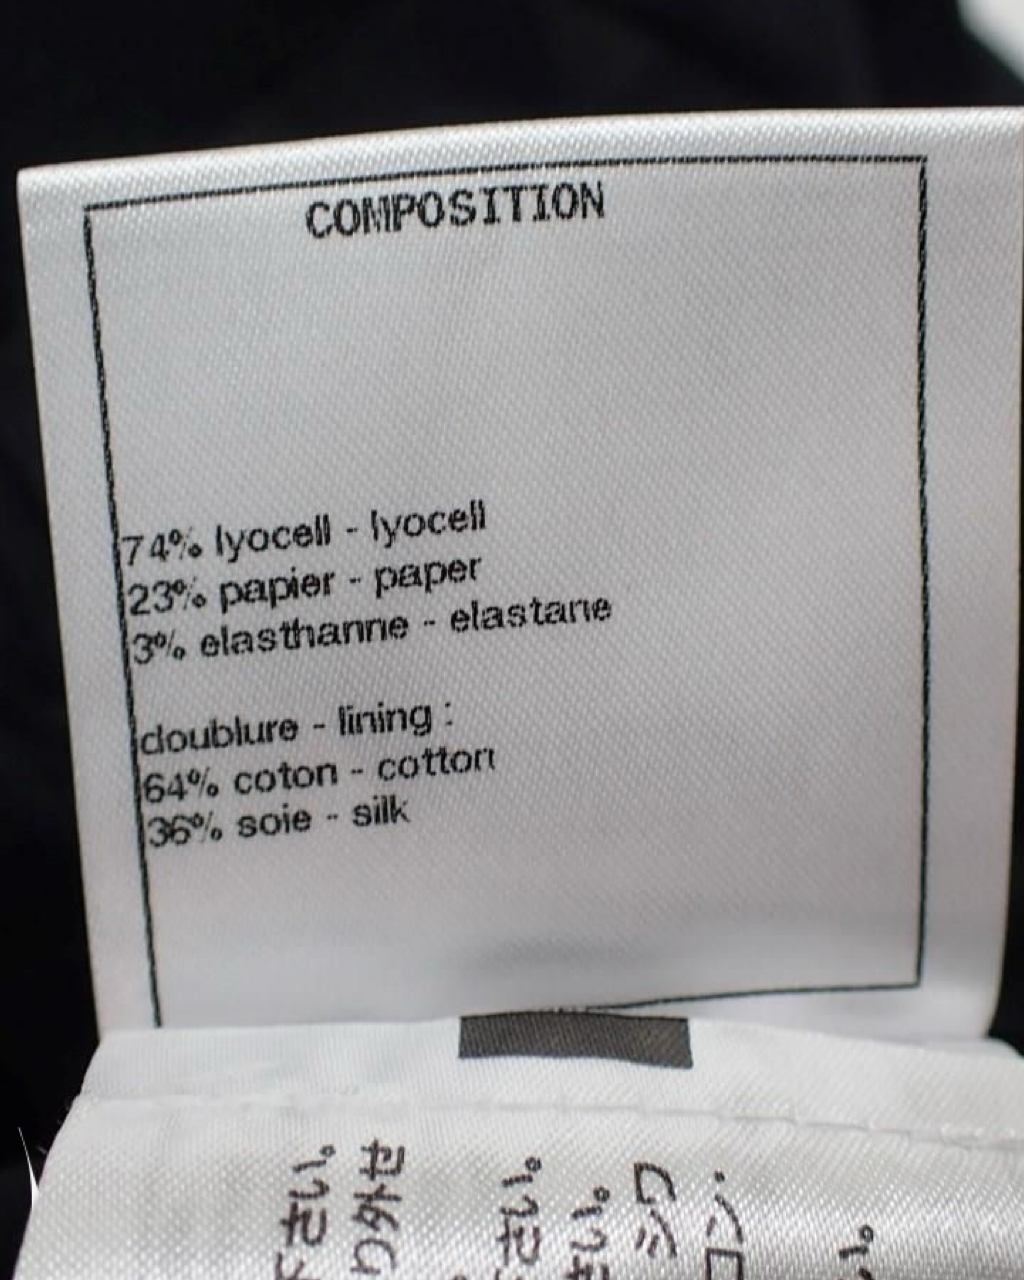 COMPOSITION
74% lyocell - lyocell
23% papier - paper
3% elasthanne - elastane
doublure - lining :
64% coton - cotton
36% soie - silk